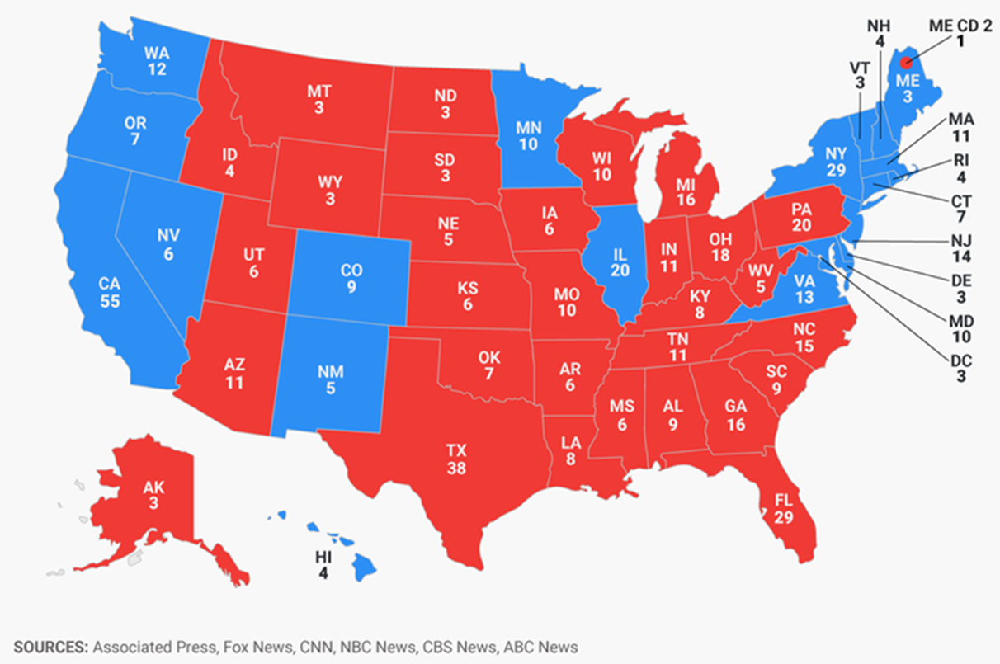 NH
4
ME CD 2
1
WA
12
VT
3
ME
3
MT
3
ND
3
OR
7
MN
10
MA
11
ID
4
SD
3
WI
10
NY
29
RI
4
WY
3
MI
16
CT
7
NV
6
NE
5
IA
6
PA
20
UT
6
CO
9
IL
20
IN
11
OH
18
NJ
14
CA
55
KS
6
MO
10
WV
5
VA
13
DE
3
KY
8
MD
10
TN
11
NC
15
DC
3
AZ
11
NM
5
OK
7
AR
6
SC
9
MS
6
AL
9
GA
16
TX
38
LA
8
AK
3
FL
29
HI
4
SOURCES: Associated Press, Fox News, CNN, NBC News, CBS News, ABC News